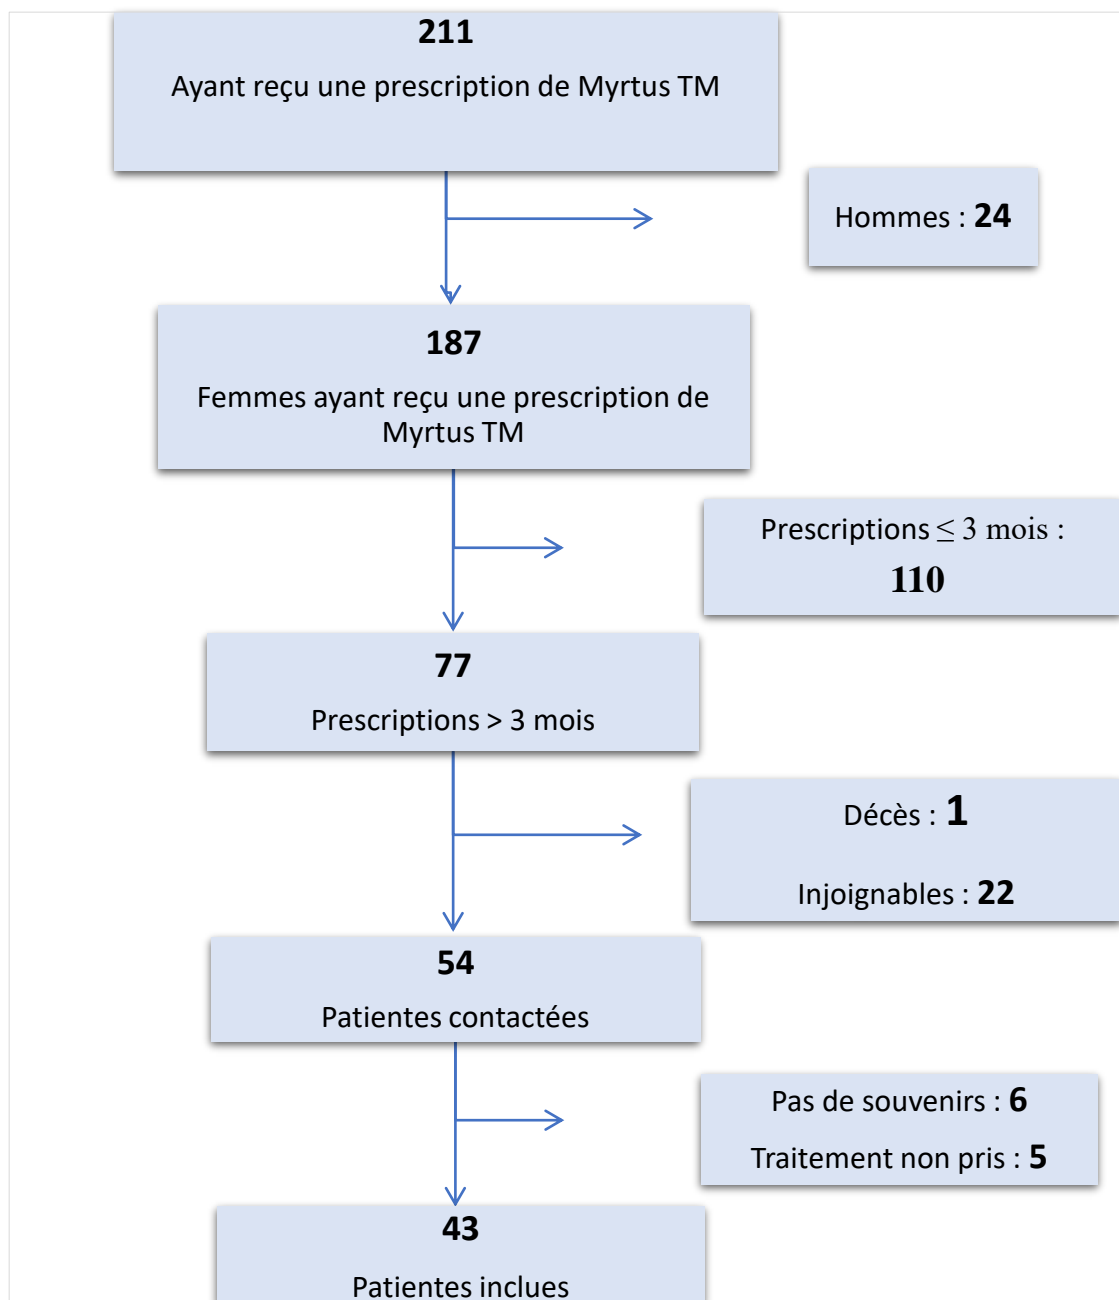 211
Ayant reçu une prescription de Myrtus TM
Hommes : 24
187
Femmes ayant reçu une prescription de
Myrtus TM
Prescriptions ≤ 3 mois :
110
77
Prescriptions > 3 mois
Décès : 1
Injoignables : 22
54
Patientes contactées
Pas de souvenirs : 6
Traitement non pris : 5
43
Patientes inclues